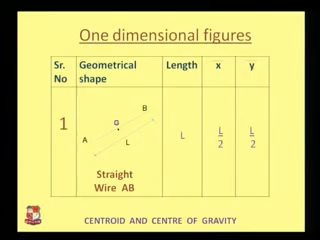 One dimensional figures
Sr. No
Geometrical shape
Length
x
y
1
B
G
A
L
Straight
Wire AB
L
L
2
L
2
CENTROID AND CENTRE OF GRAVITY